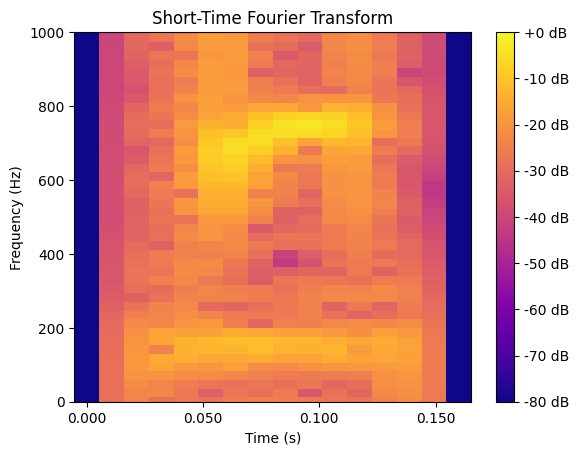 Short-Time Fourier Transform
1000
800
600
400
200
0
Frequency (Hz)
0.000
0.050
0.100
0.150
Time (s)
+0 dB
-10 dB
-20 dB
-30 dB
-40 dB
-50 dB
-60 dB
-70 dB
-80 dB